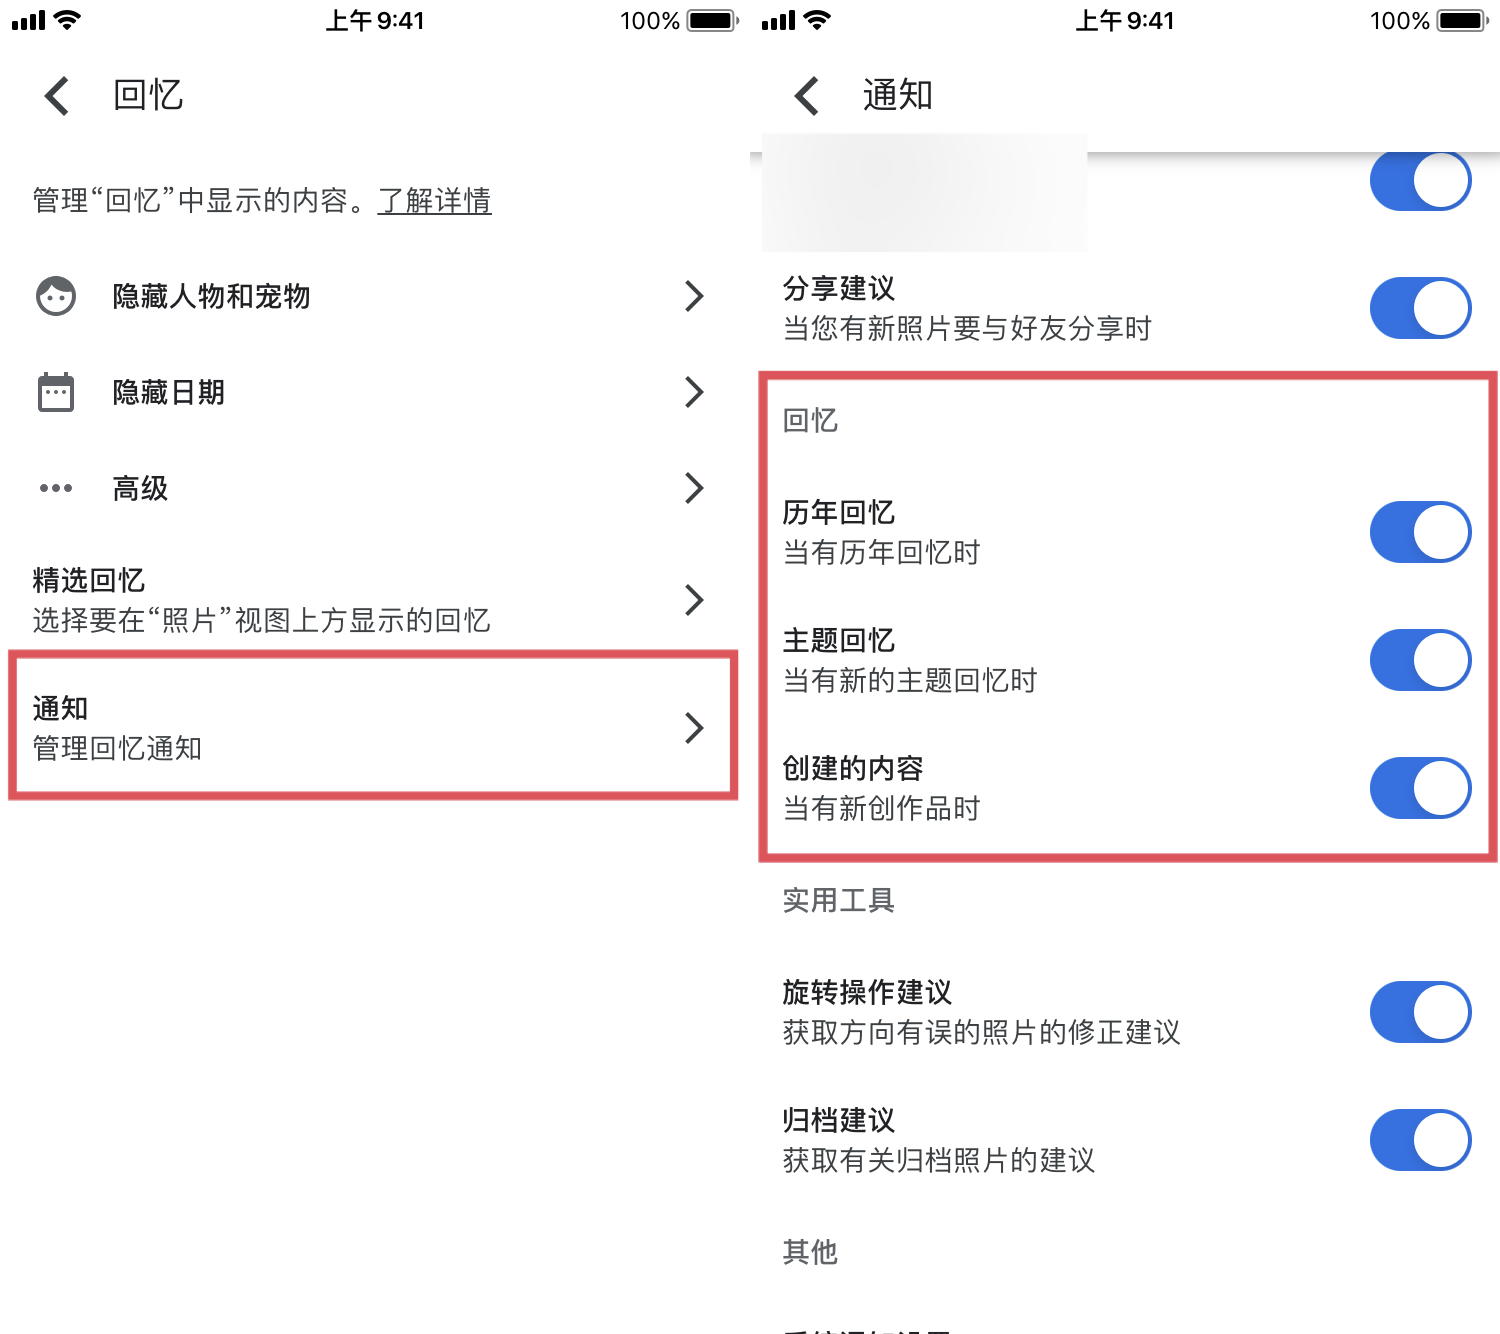 上午 9:41
100%
回忆
管理“回忆”中显示的内容。了解详情
隐藏人物和宠物
隐藏日期
高级
精选回忆
选择要在“照片”视图上方显示的回忆
通知
管理回忆通知
上午 9:41
100%
通知
分享建议
当您有新照片要与好友分享时
回忆
历年回忆
当有历年回忆时
主题回忆
当有新的主题回忆时
创建的内容
当有新创作品时
实用工具
旋转操作建议
获取方向有误的照片的修正建议
归档建议
获取有关归档照片的建议
其他